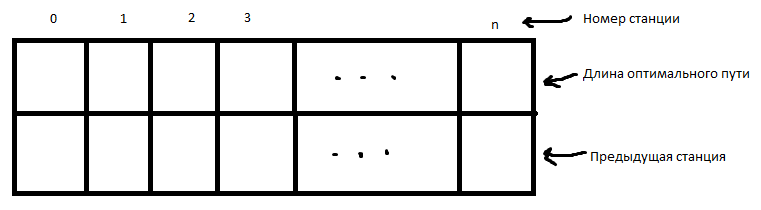 0 1 2 3 n Номер станции
Длина оптимального пути
Предыдущая станция